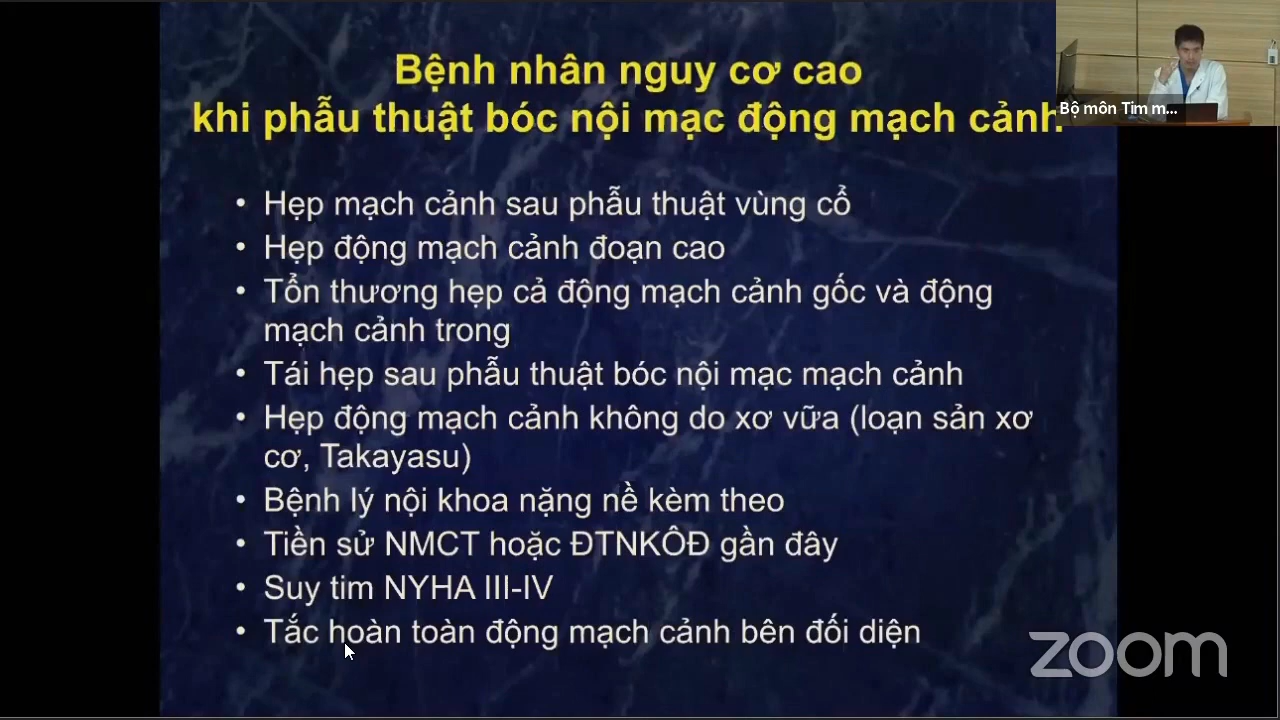 Bệnh nhân nguy cơ cao
khi phẫu thuật bóc nội mạc động mạch cảnh
Bộ môn Tim m...
• Hẹp mạch cảnh sau phẫu thuật vùng cổ
• Hẹp động mạch cảnh đoạn cao
• Tổn thương hẹp cả động mạch cảnh gốc và động
mạch cảnh trong
• Tái hẹp sau phẫu thuật bóc nội mạc mạch cảnh
• Hẹp động mạch cảnh không do xơ vữa (loạn sản xơ
cơ, Takayasu)
• Bệnh lý nội khoa nặng nề kèm theo
• Tiền sử NMCT hoặc ĐTNKÔĐ gần đây
• Suy tim NYHA III-IV
• Tắc hoàn toàn động mạch cảnh bên đối diện
zoom